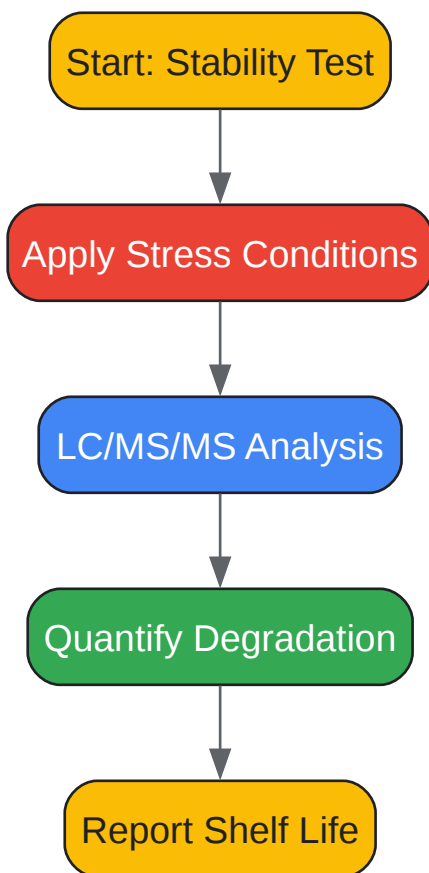 Start: Stability Test
Apply Stress Conditions
LC/MS/MS Analysis
Quantify Degradation
Report Shelf Life